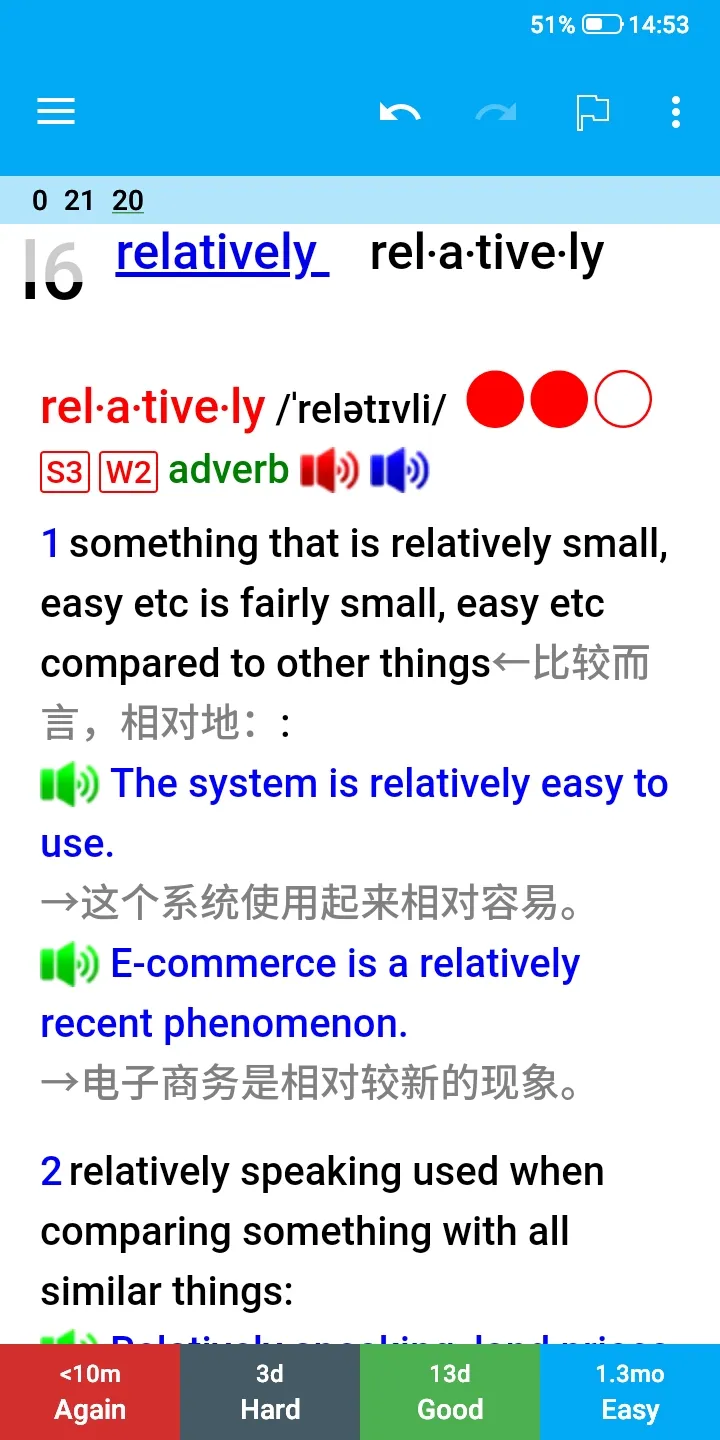 51% 14:53
0 21 20
16 relatively rel·a·tive·ly
rel·a·tive·ly /ˈrelətɪvli/
S3 W2 adverb
1 something that is relatively small,
easy etc is fairly small, easy etc
compared to other things←比较而
言，相对地：:
The system is relatively easy to
use.
→这个系统使用起来相对容易。
E-commerce is a relatively
recent phenomenon.
→电子商务是相对较新的现象。
2 relatively speaking used when
comparing something with all
similar things:
Relatively speaking, land prices
<10m 3d 13d 1.3mo
Again Hard Good Easy